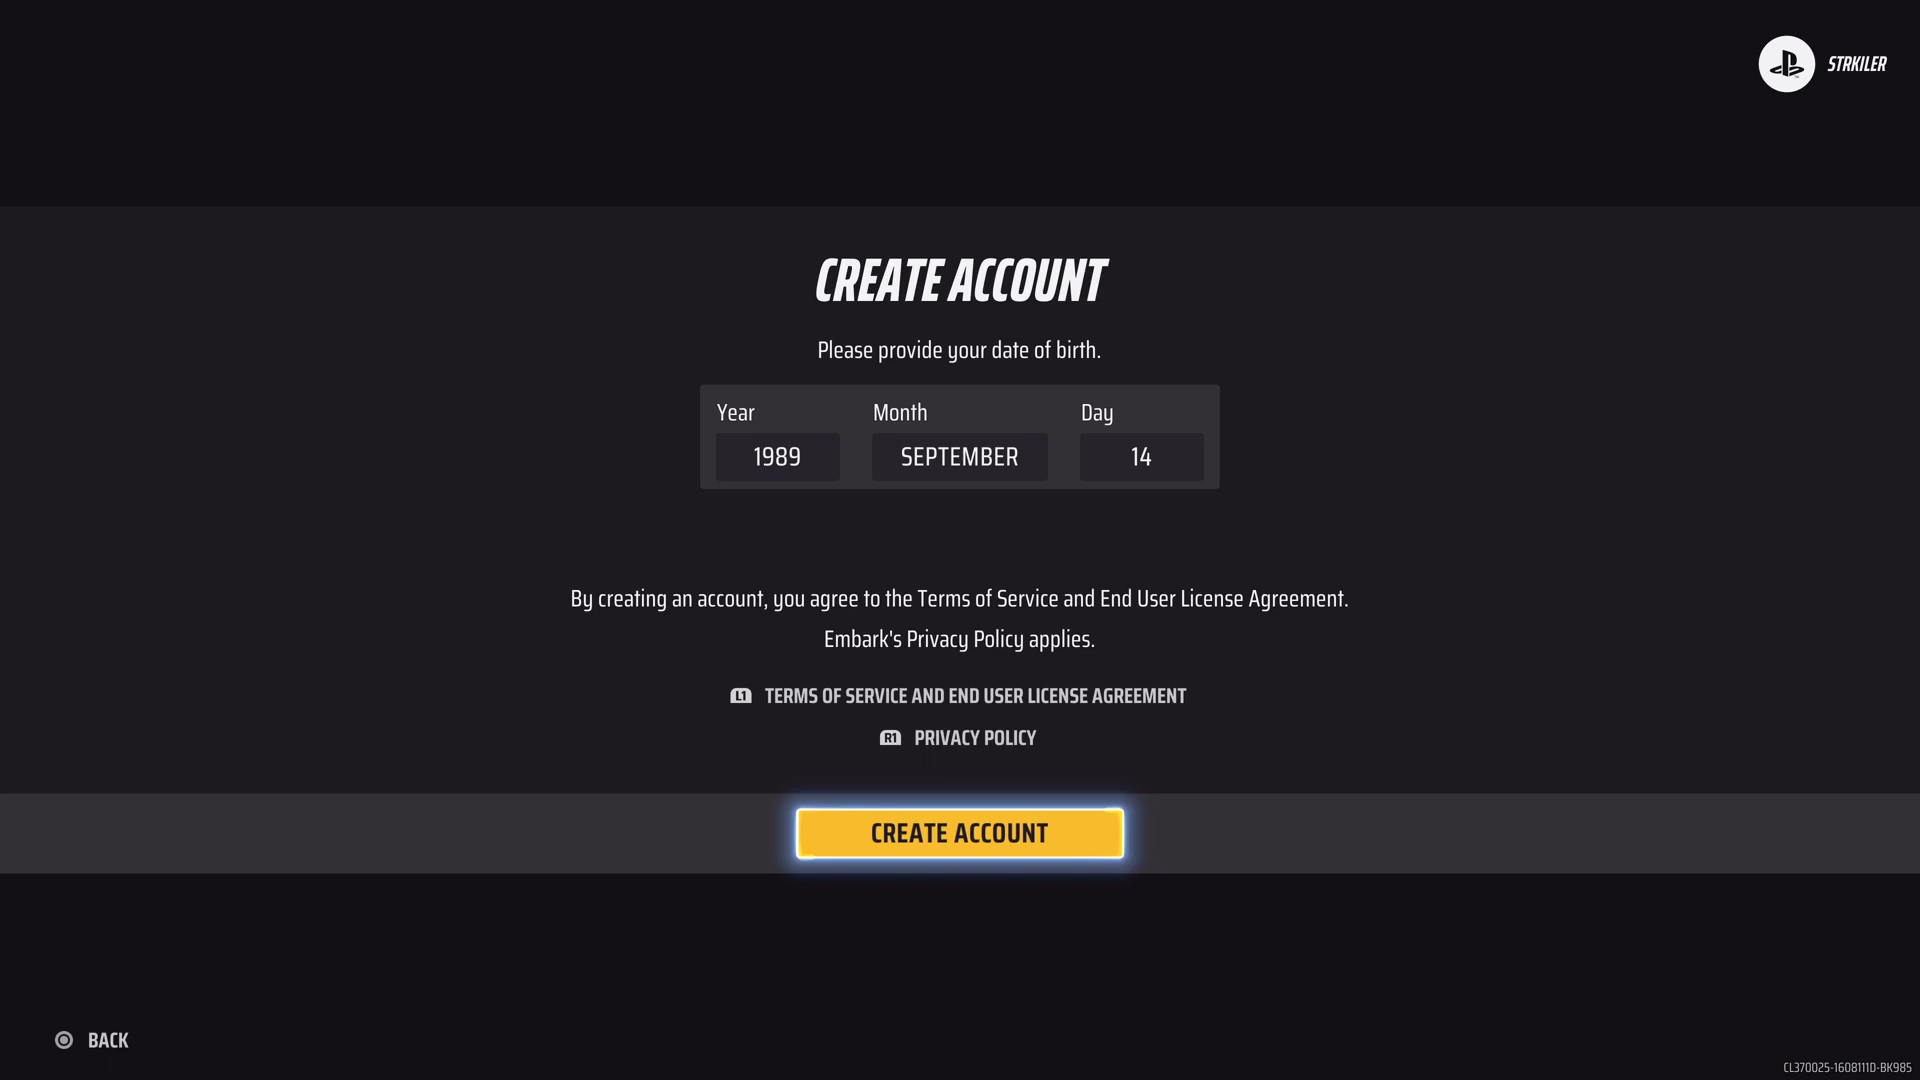 STRKILER
CREATE ACCOUNT
Please provide your date of birth.
Year Month Day
1989 SEPTEMBER 14
By creating an account, you agree to the Terms of Service and End User License Agreement.
Embark's Privacy Policy applies.
L1 TERMS OF SERVICE AND END USER LICENSE AGREEMENT
R1 PRIVACY POLICY
CREATE ACCOUNT
BACK
CL370025-1608111D-BK985